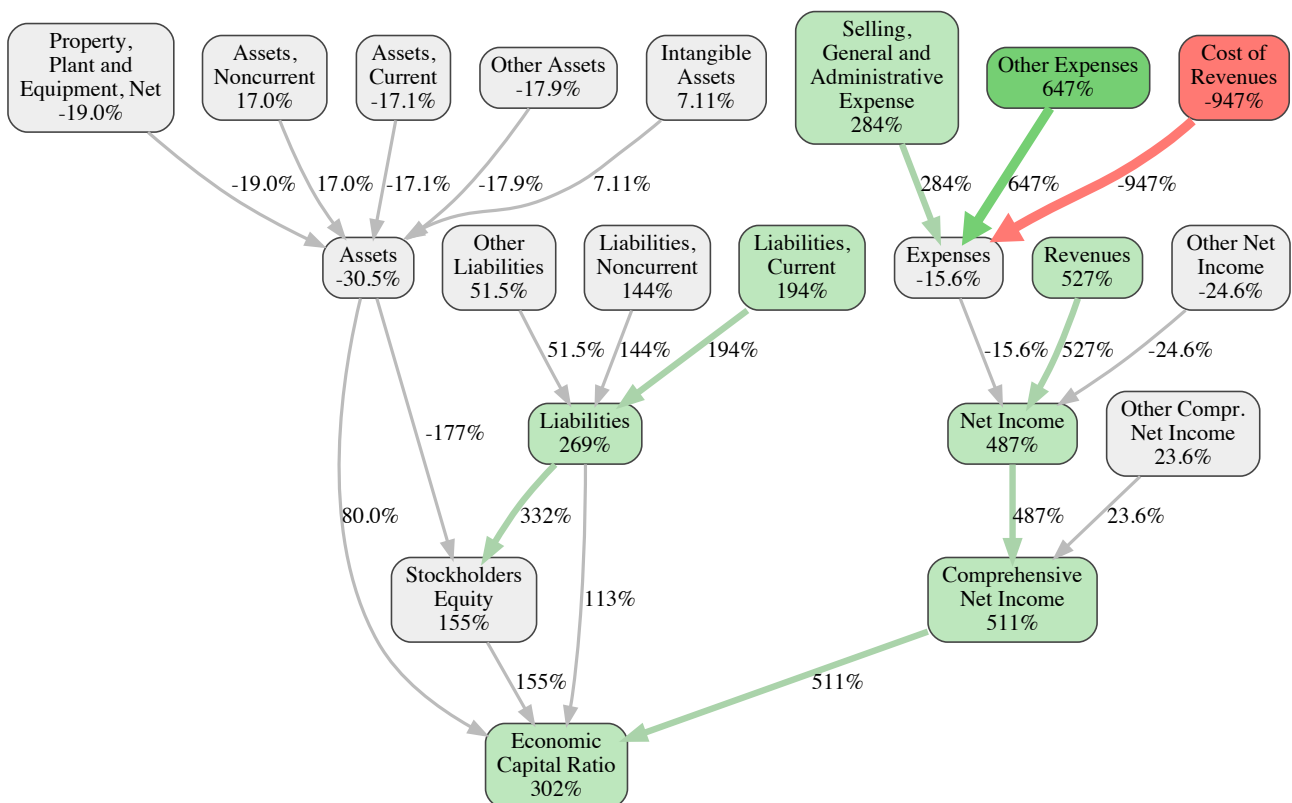 Property,
Plant and
Equipment, Net
-19.0%
Assets,
Noncurrent
17.0%
Assets,
Current
-17.1%
Other Assets
-17.9%
Intangible
Assets
7.11%
Selling,
General and
Administrative
Expense
284%
Other Expenses
647%
Cost of
Revenues
-947%
-19.0%
17.0%
-17.1%
-17.9%
7.11%
284%
647%
-947%
Assets
-30.5%
Other
Liabilities
51.5%
Liabilities,
Noncurrent
144%
Liabilities,
Current
194%
Expenses
-15.6%
Revenues
527%
Other Net
Income
-24.6%
51.5%
144%
194%
-15.6%
527%
-24.6%
-177%
Liabilities
269%
Net Income
487%
Other Compr.
Net Income
23.6%
80.0%
332%
487%
23.6%
Stockholders
Equity
155%
113%
Comprehensive
Net Income
511%
155%
511%
Economic
Capital Ratio
302%